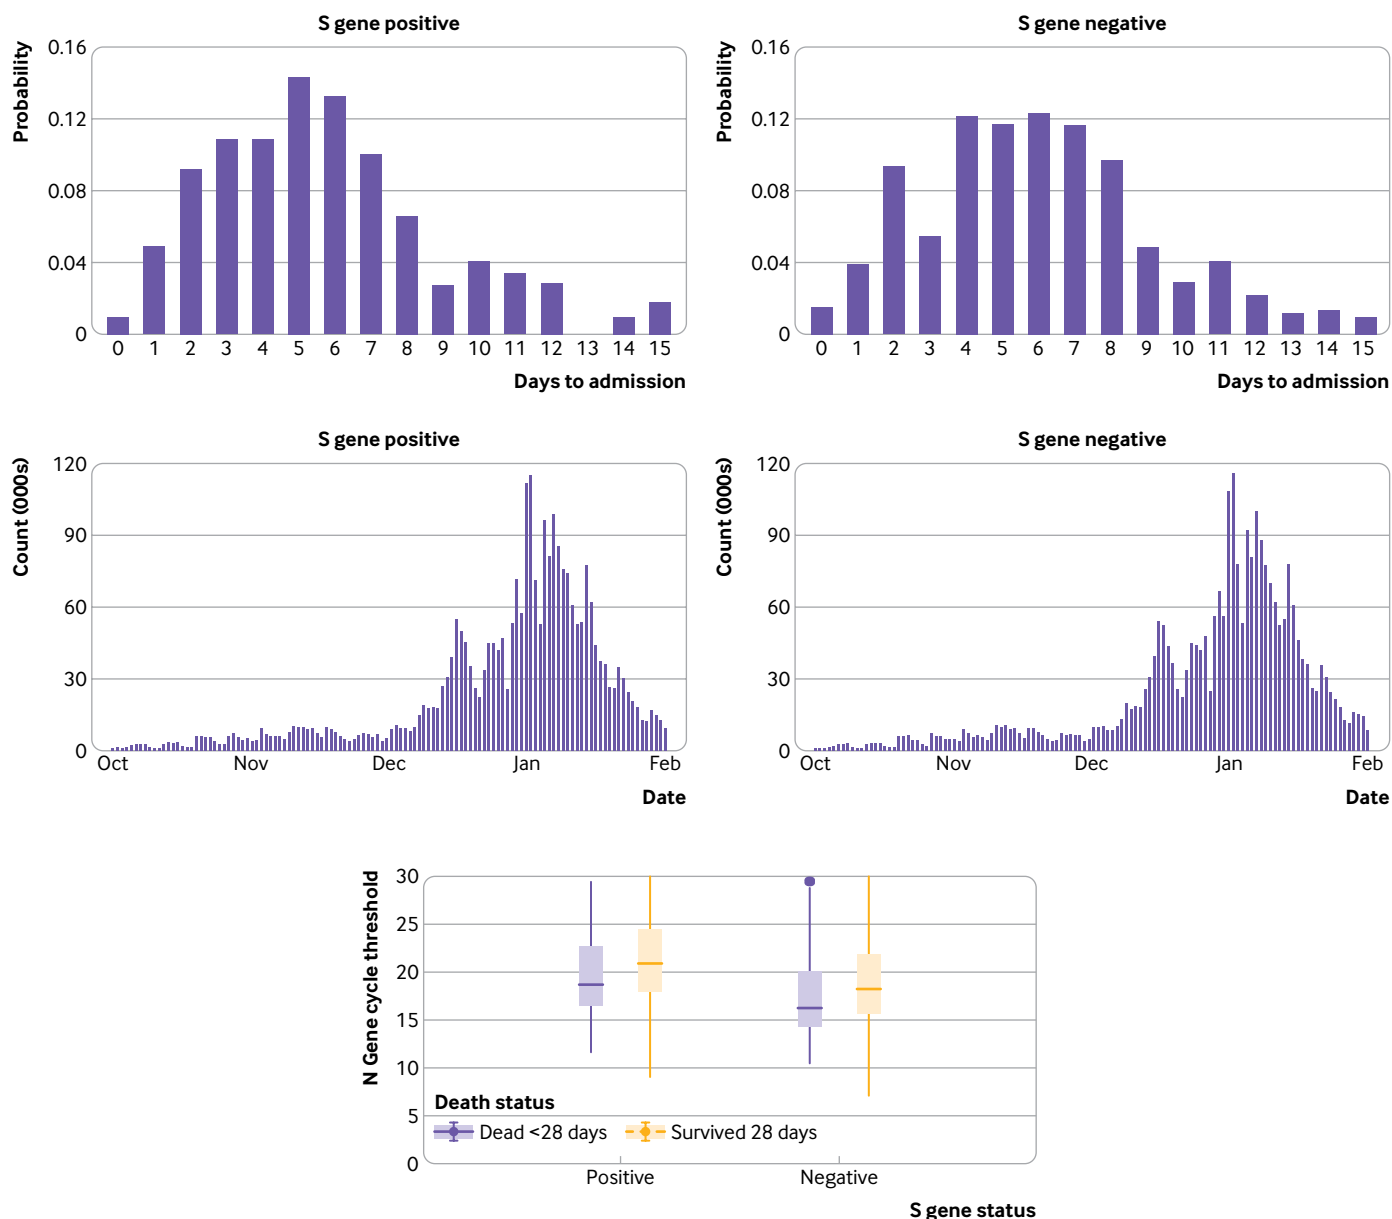 S gene positive
Probability
0.16
0.12
0.08
0.04
0
0 1 2 3 4 5 6 7 8 9 10 11 12 13 14 15
Days to admission
S gene negative
Probability
0.16
0.12
0.08
0.04
0
0 1 2 3 4 5 6 7 8 9 10 11 12 13 14 15
Days to admission
S gene positive
Count (000s)
120
90
60
30
0
Oct Nov Dec Jan Feb
Date
S gene negative
Count (000s)
120
90
60
30
0
Oct Nov Dec Jan Feb
Date
N Gene cycle threshold
30
25
20
15
10
5
0
Death status
Dead <28 days Survived 28 days
Positive Negative
S gene status